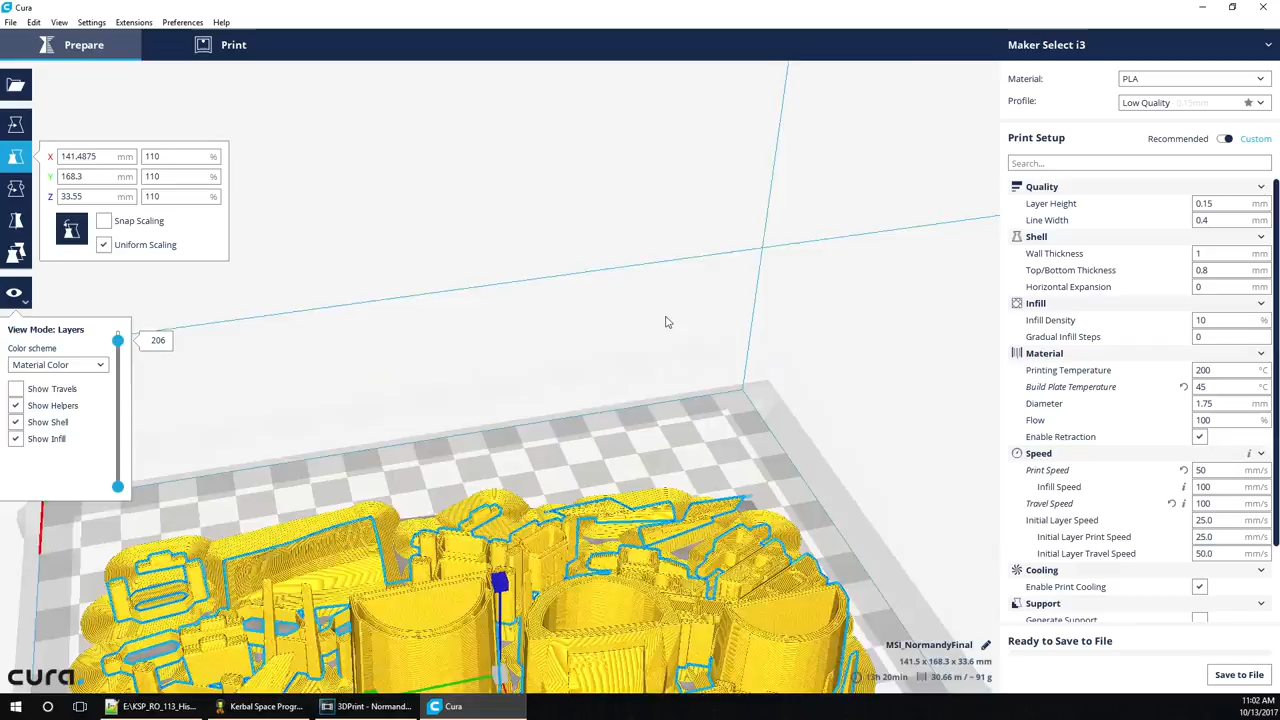 Cura
File Edit View Settings Extensions Preferences Help
Prepare Print Maker Select i3
Material: PLA
Profile: Low Quality - 0.15mm
Print Setup Recommended Custom
Search...
X 141.4875 mm 110 %
Y 168.3 mm 110 %
Z 33.55 mm 110 %
Snap Scaling
Uniform Scaling
View Mode: Layers
Color scheme
Material Color
206
Show Travels
Show Helpers
Show Shell
Show Infill
Quality
Layer Height 0.15 mm
Line Width 0.4 mm
Shell
Wall Thickness 1 mm
Top/Bottom Thickness 0.8 mm
Horizontal Expansion 0 mm
Infill
Infill Density 10 %
Gradual Infill Steps 0
Material
Printing Temperature 200 °C
Build Plate Temperature 45 °C
Diameter 1.75 mm
Flow 100 %
Enable Retraction
Speed
Print Speed 50 mm/s
Infill Speed 100 mm/s
Travel Speed 100 mm/s
Initial Layer Speed 25.0 mm/s
Initial Layer Print Speed 25.0 mm/s
Initial Layer Travel Speed 50.0 mm/s
Cooling
Enable Print Cooling
Support
Generate Support
MSI_NormandyFinal
141.5 x 168.3 x 33.6 mm
13h 20min 30.66 m / ~ 91 g
Ready to Save to File
Save to File
cura
E:\KSP_RO_113_His... Kerbal Space Progr... 3DPrint - Normand... Cura
11:02 AM
10/13/2017